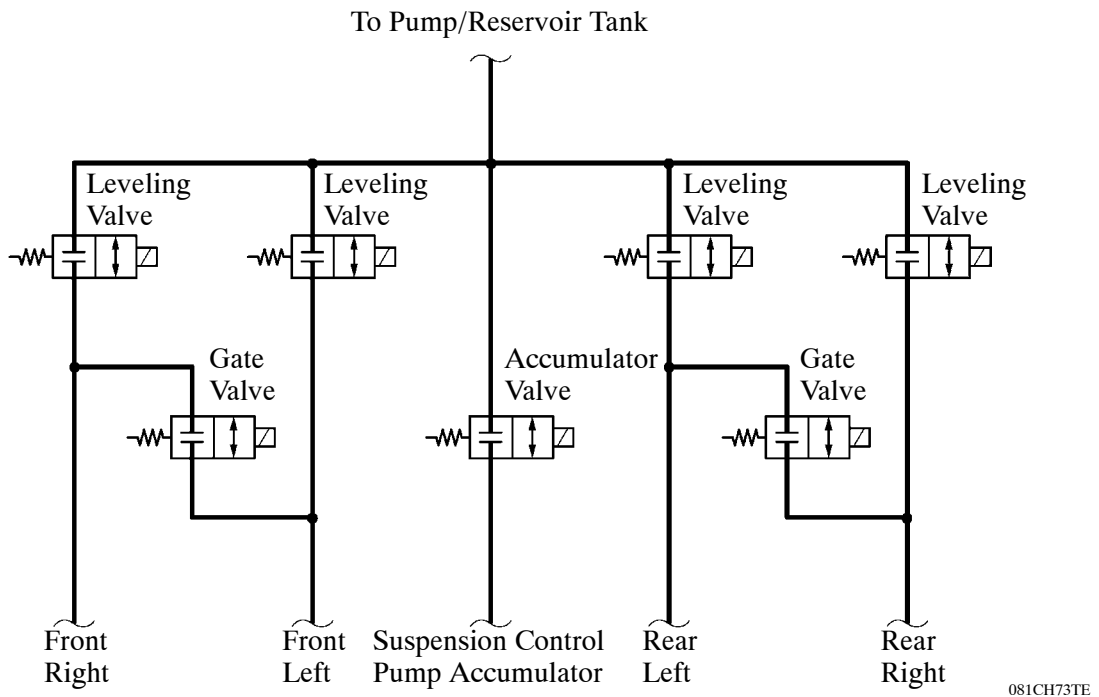 To Pump/Reservoir Tank
Leveling
Valve
Leveling
Valve
Leveling
Valve
Leveling
Valve
Gate
Valve
Accumulator
Valve
Gate
Valve
Front
Right
Front
Left
Suspension Control
Pump Accumulator
Rear
Left
Rear
Right
081CH73TE